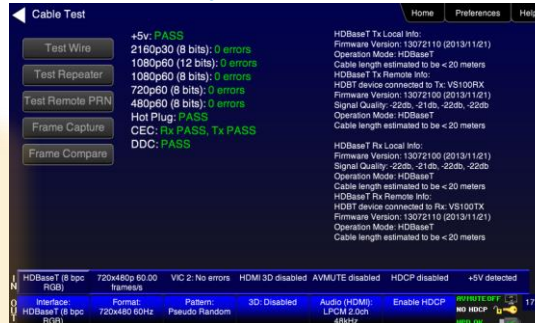 Cable Test
Home
Preferences
Help
Test Wire
Test Repeater
Test Remote PRN
Frame Capture
Frame Compare
+5v: PASS
2160p30 (8 bits): 0 errors
1080p60 (12 bits): 0 errors
1080p60 (8 bits): 0 errors
720p60 (8 bits): 0 errors
480p60 (8 bits): 0 errors
Hot Plug: PASS
CEC: Rx PASS, Tx PASS
DDC: PASS
HDBaseT Tx Local Info:
Firmware Version: 13072110 (2013/11/21)
Operation Mode: HDBaseT
Cable length estimated to be < 20 meters
HDBaseT Tx Remote Info:
HDBT device connected to Tx: VS100RX
Firmware Version: 13072100 (2013/11/21)
Signal Quality: -22db, -21db, -22db, -22db
Operation Mode: HDBaseT
Cable length estimated to be < 20 meters
HDBaseT Rx Local Info:
Firmware Version: 13072100 (2013/11/21)
Signal Quality: -22db, -21db, -22db, -22db
Operation Mode: HDBaseT
Cable length estimated to be < 20 meters
HDBaseT Rx Remote Info:
HDBT device connected to Rx: VS100TX
Firmware Version: 13072110 (2013/11/21)
Operation Mode: HDBaseT
Cable length estimated to be < 20 meters
IN
HDBaseT (8 bpc
RGB)
720x480p 60.00
frames/s
VIC 2: No errors
HDMI 3D disabled
AVMUTE disabled
HDCP disabled
+5V detected
OUT
Interface:
HDBaseT (8 bpc
RGB)
Format:
720x480 60Hz
Pattern:
Pseudo Random
3D: Disabled
Audio (HDMI):
LPCM 2.0ch
48kHz
Enable HDCP
AVMUTE OFF
NO HDCP
17